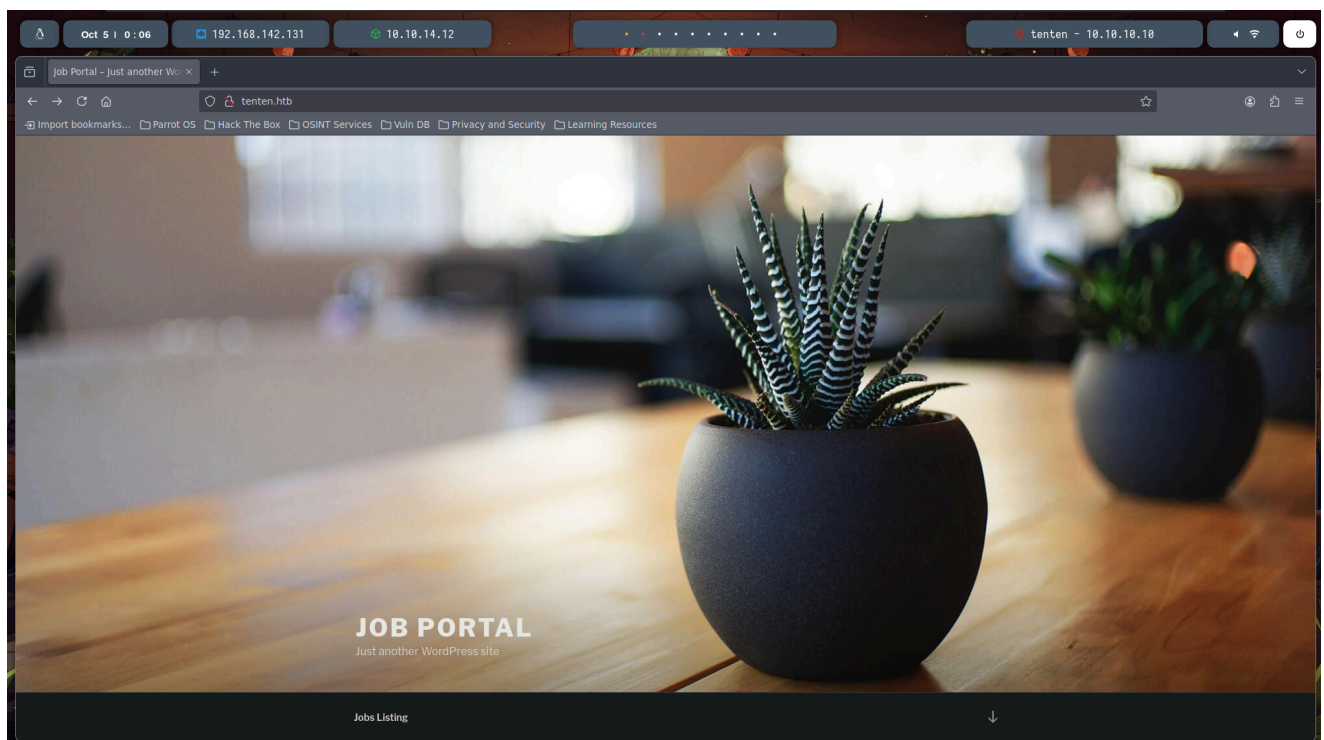 Oct 5 | 0:06
192.168.142.131
10.10.14.12
tenten - 10.10.10.10
Job Portal – Just another Wo
tenten.htb
Import bookmarks...
Parrot OS
Hack The Box
OSINT Services
Vuln DB
Privacy and Security
Learning Resources
JOB PORTAL
Just another WordPress site
Jobs Listing